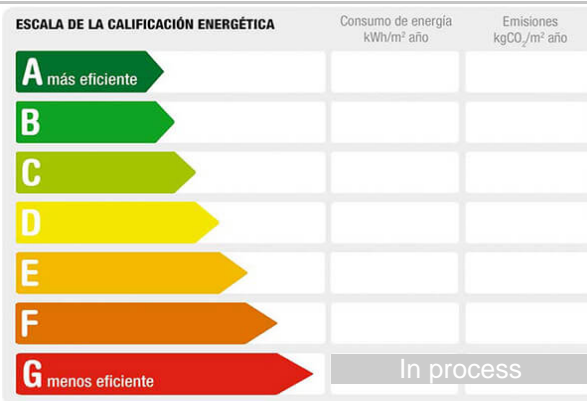 ESCALA DE LA CALIFICACIÓN ENERGÉTICA
Consumo de energía
kWh/m² año
Emisiones
kgCO₂/m² año
A más eficiente
B
C
D
E
F
G menos eficiente
In process